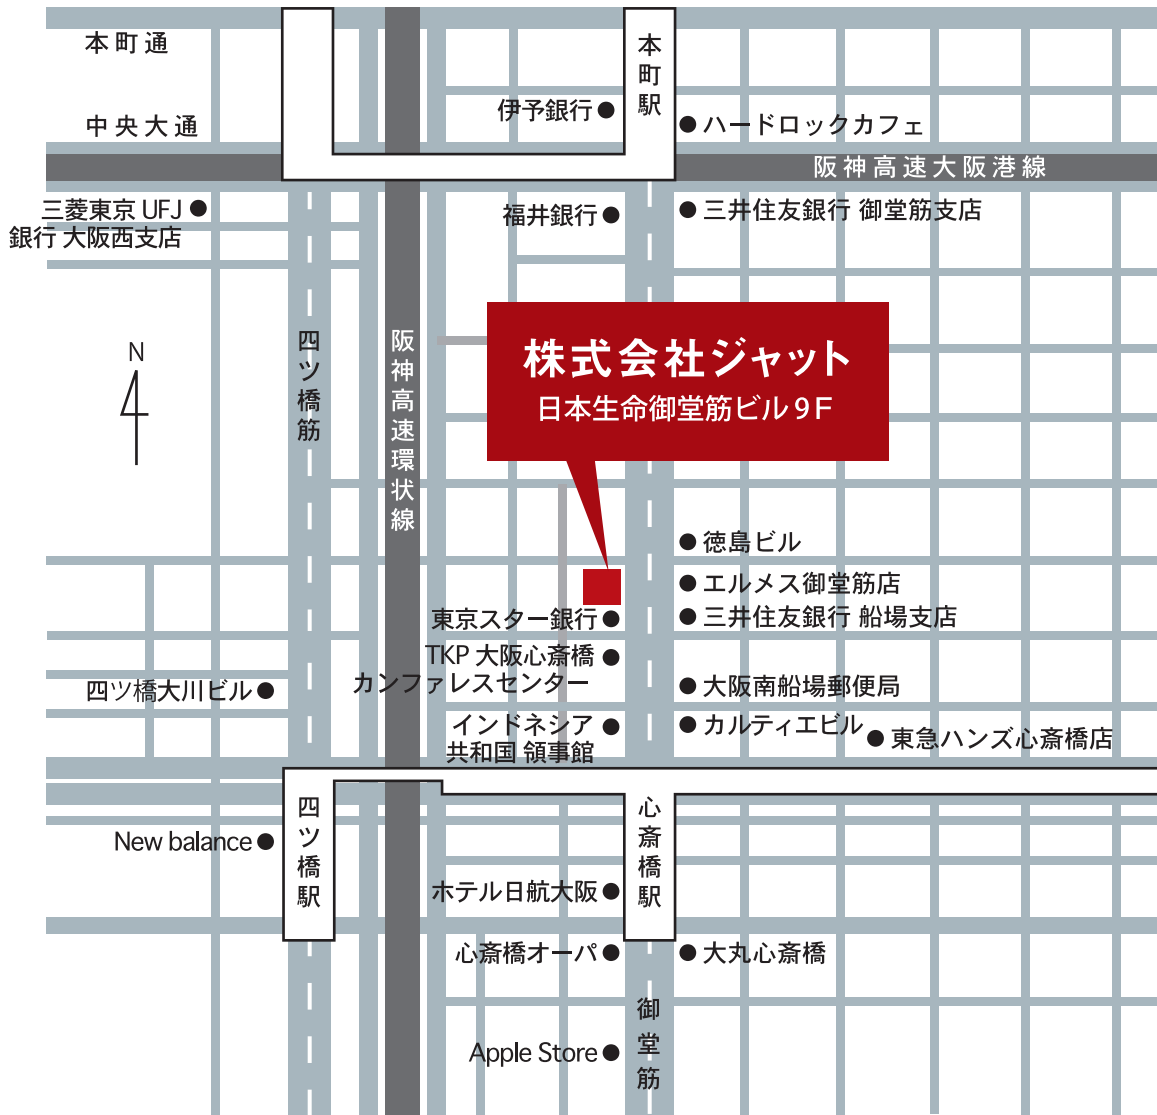 本町通
本町駅
伊予銀行
中央大通
ハードロックカフェ
阪神高速大阪港線
三菱東京 UFJ
銀行 大阪西支店
福井銀行
三井住友銀行 御堂筋支店
N
四ツ橋筋
阪神高速環状線
株式会社ジャット
日本生命御堂筋ビル 9F
徳島ビル
エルメス御堂筋店
東京スター銀行
三井住友銀行 船場支店
TKP 大阪心斎橋
カンファレスセンター
四ツ橋大川ビル
大阪南船場郵便局
インドネシア
共和国 領事館
カルティエビル
東急ハンズ心斎橋店
四ツ橋駅
心斎橋駅
New balance
ホテル日航大阪
心斎橋オーパ
大丸心斎橋
御堂筋
Apple Store